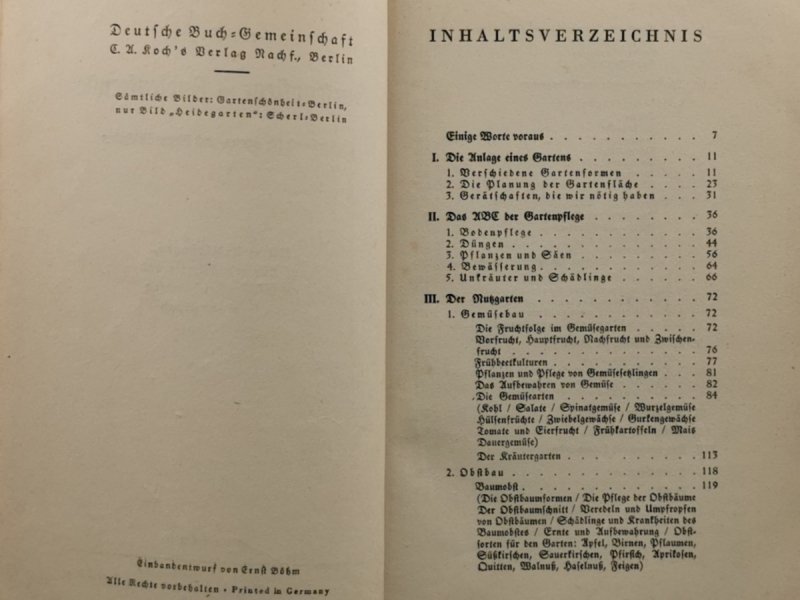 Deutsche Buch-Gemeinschaft
C. A. Koch's Verlag Nachf., Berlin
Sämtliche Bilder: Gartenschönheit-Berlin,
nur Bild „Heidegarten“: Scherl-Berlin
Einbandentwurf von Ernst Böhm
Alle Rechte vorbehalten • Printed in Germany
INHALTSVERZEICHNIS
Einige Worte voraus . . . . . . . . . . . 7
I. Die Anlage eines Gartens . . . . . . . . . 11
1. Verschiedene Gartenformen . . . . . 11
2. Die Planung der Gartenfläche . . . . 23
3. Gerätschaften, die wir nötig haben . . . . 31
II. Das ABC der Gartenpflege . . . . . . . . 36
1. Bodenpflege . . . . . . . . . . . . 36
2. Düngen . . . . . . . . . . . . . . 44
3. Pflanzen und Säen . . . . . . . . . 56
4. Bewässerung . . . . . . . . . . . . 64
5. Unkräuter und Schädlinge . . . . . . 66
III. Der Nutzgarten . . . . . . . . . . . . 72
1. Gemüsebau . . . . . . . . . . . . 72
Die Fruchtfolge im Gemüsegarten . . . . . 72
Vorfrucht, Hauptfrucht, Nachfrucht und Zwischen-
frucht . . . . . . . . . . . . . . 76
Frühbeetkulturen . . . . . . . . . . . 77
Pflanzen und Pflege von Gemüsesetzlingen . . . 81
Das Aufbewahren von Gemüse . . . . . . 82
Die Gemüsearten . . . . . . . . . . . 84
(Kohl / Salate / Spinatgemüse / Wurzelgemüse
Hülsenfrüchte / Zwiebelgewächse / Gurkengewächse
Tomate und Eierfrucht / Frühkartoffeln / Mais
Dauergemüse)
Der Kräutergarten . . . . . . . . . . 113
2. Obstbau . . . . . . . . . . . . . 118
Baumobst . . . . . . . . . . . . . 119
(Die Obstbaumformen / Die Pflege der Obstbäume
Der Obstbaumschnitt / Veredeln und Umpfropfen
von Obstbäumen / Schädlinge und Krankheiten des
Baumobstes / Ernte und Aufbewahrung / Obst-
sorten für den Garten: Äpfel, Birnen, Pflaumen,
Süßkirschen, Sauerkirschen, Pfirsich, Aprikosen,
Quitten, Walnuß, Haselnuß, Feigen)